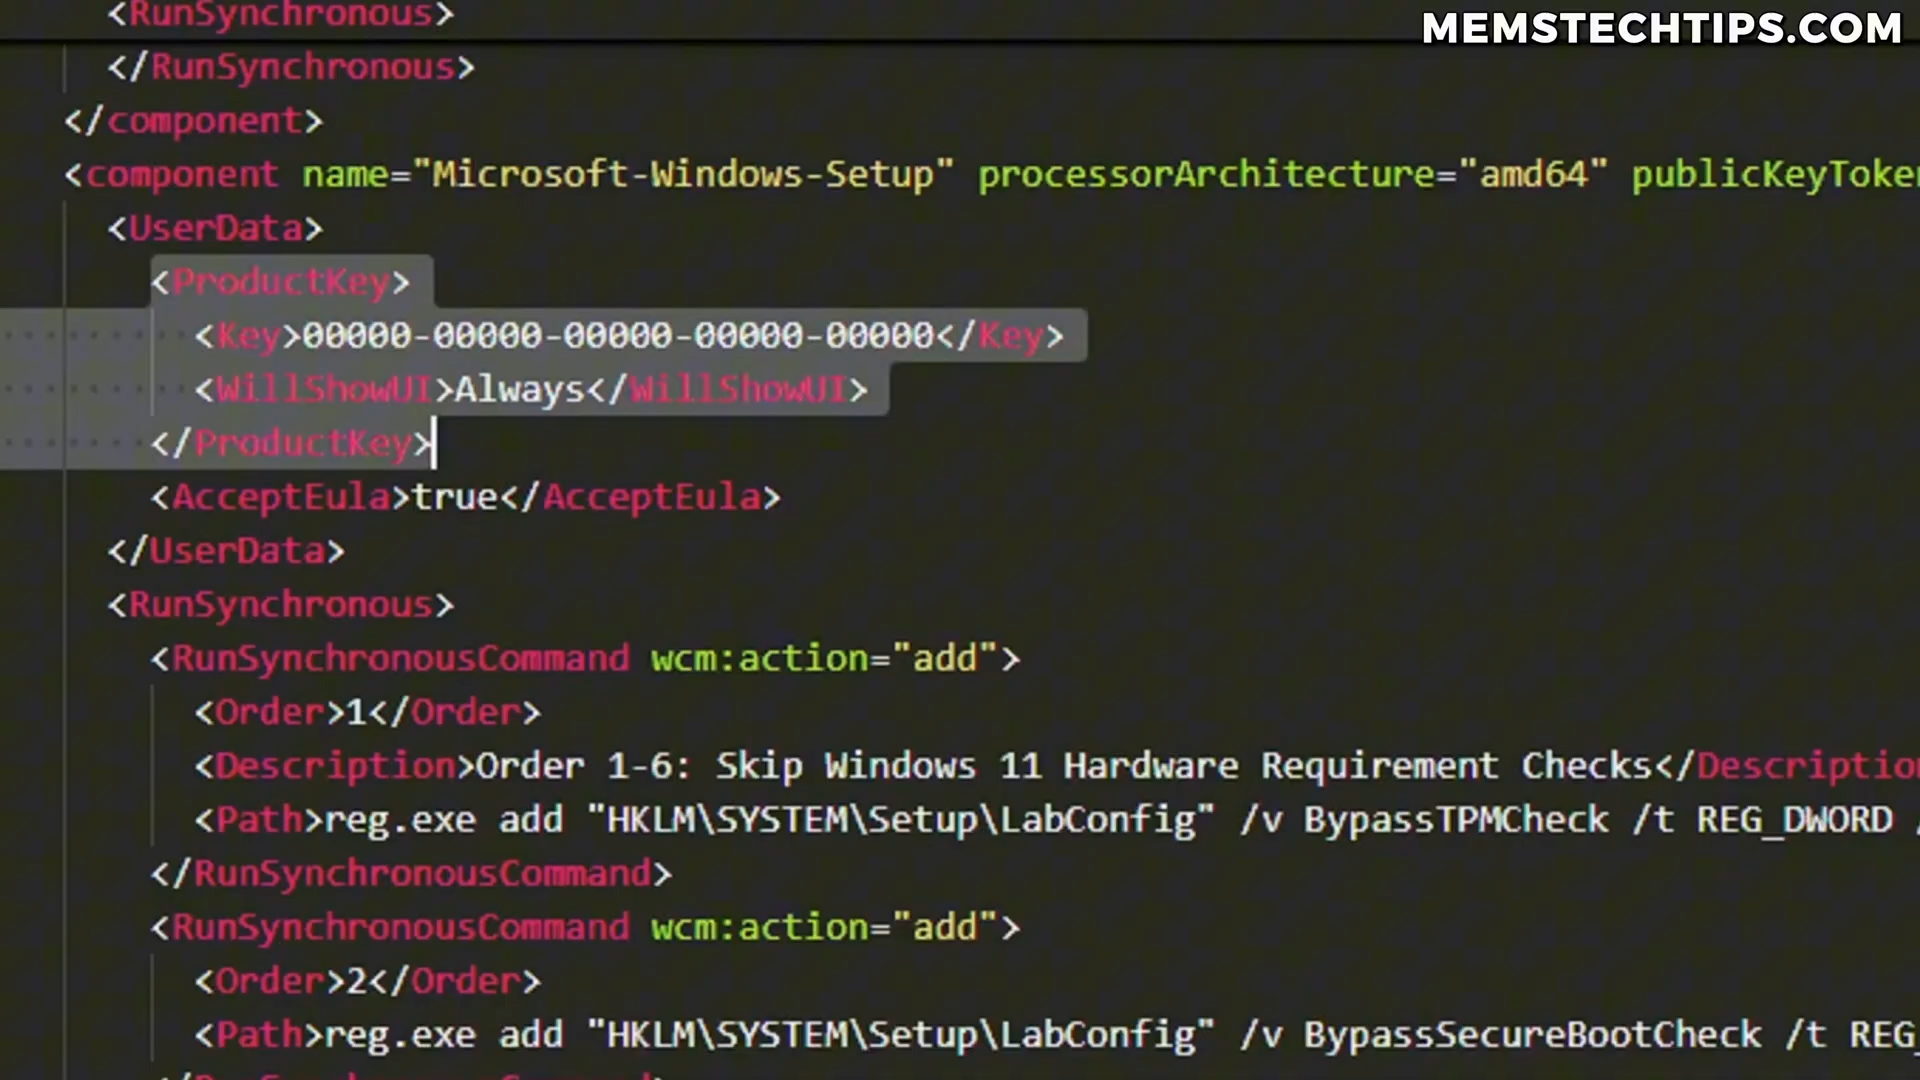 <RunSynchronous>
MEMSTECHTIPS.COM
</RunSynchronous>
</component>
<component name="Microsoft-Windows-Setup" processorArchitecture="amd64" publicKeyToken
<UserData>
<ProductKey>
<Key>00000-00000-00000-00000-00000</Key>
<WillShowUI>Always</WillShowUI>
</ProductKey>
<AcceptEula>true</AcceptEula>
</UserData>
<RunSynchronous>
<RunSynchronousCommand wcm:action="add">
<Order>1</Order>
<Description>Order 1-6: Skip Windows 11 Hardware Requirement Checks</Description
<Path>reg.exe add "HKLM\SYSTEM\Setup\LabConfig" /v BypassTPMCheck /t REG_DWORD /
</RunSynchronousCommand>
<RunSynchronousCommand wcm:action="add">
<Order>2</Order>
<Path>reg.exe add "HKLM\SYSTEM\Setup\LabConfig" /v BypassSecureBootCheck /t REG_